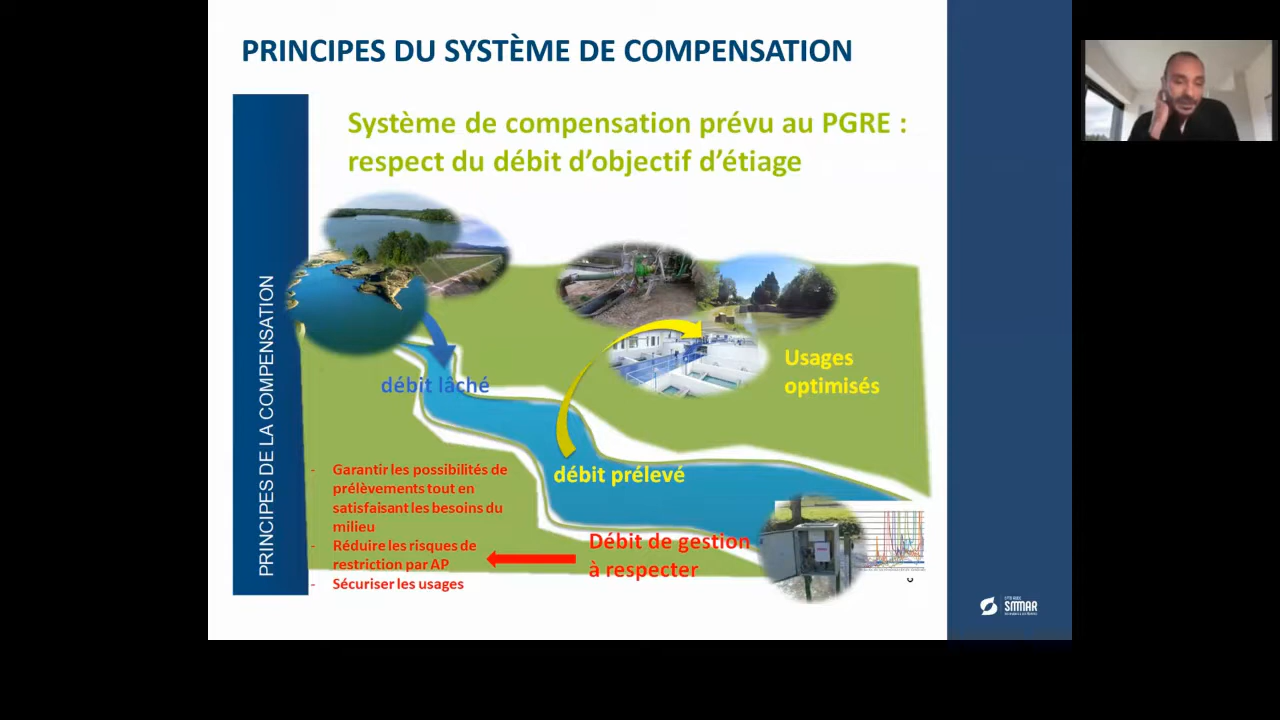 PRINCIPES DU SYSTÈME DE COMPENSATION
PRINCIPES DE LA COMPENSATION
Système de compensation prévu au PGRE :
respect du débit d'objectif d'étiage
débit lâché
Usages
optimisés
débit prélevé
- Garantir les possibilités de
prélèvements tout en
satisfaisant les besoins du
milieu
- Réduire les risques de
restriction par AP
- Sécuriser les usages
Débit de gestion
à respecter
SMMAR